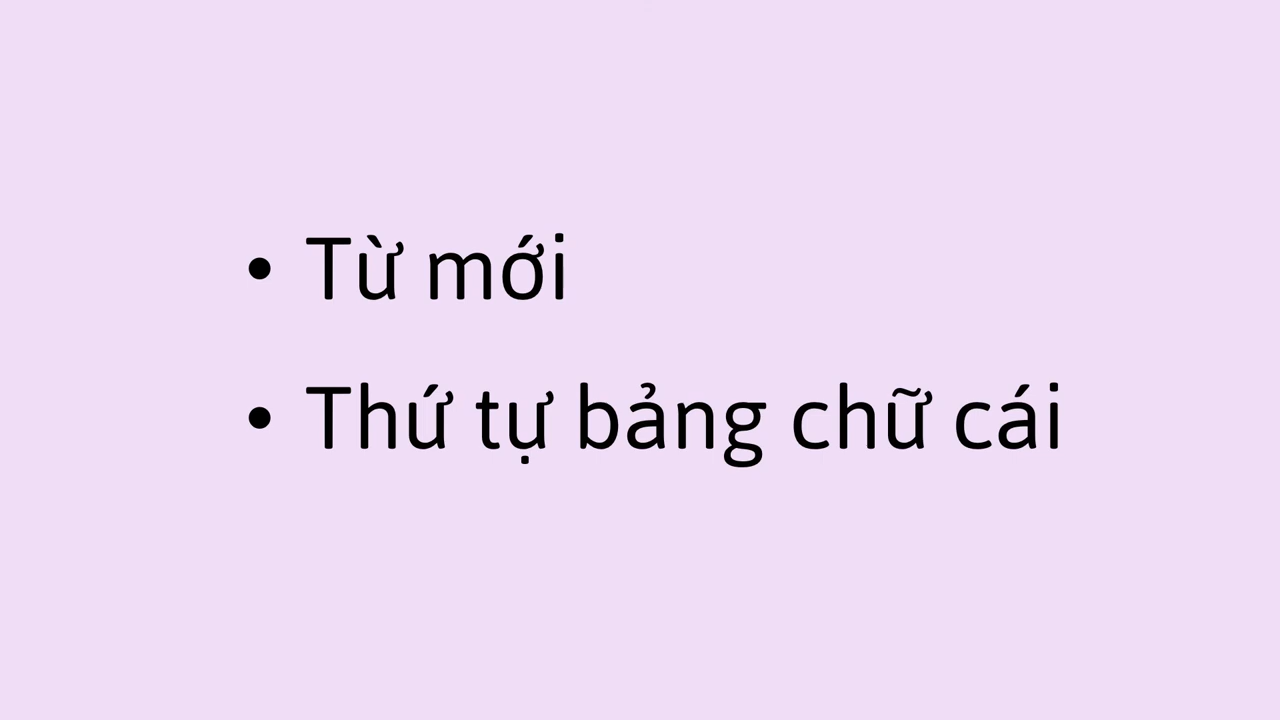 • Từ mới
• Thứ tự bảng chữ cái